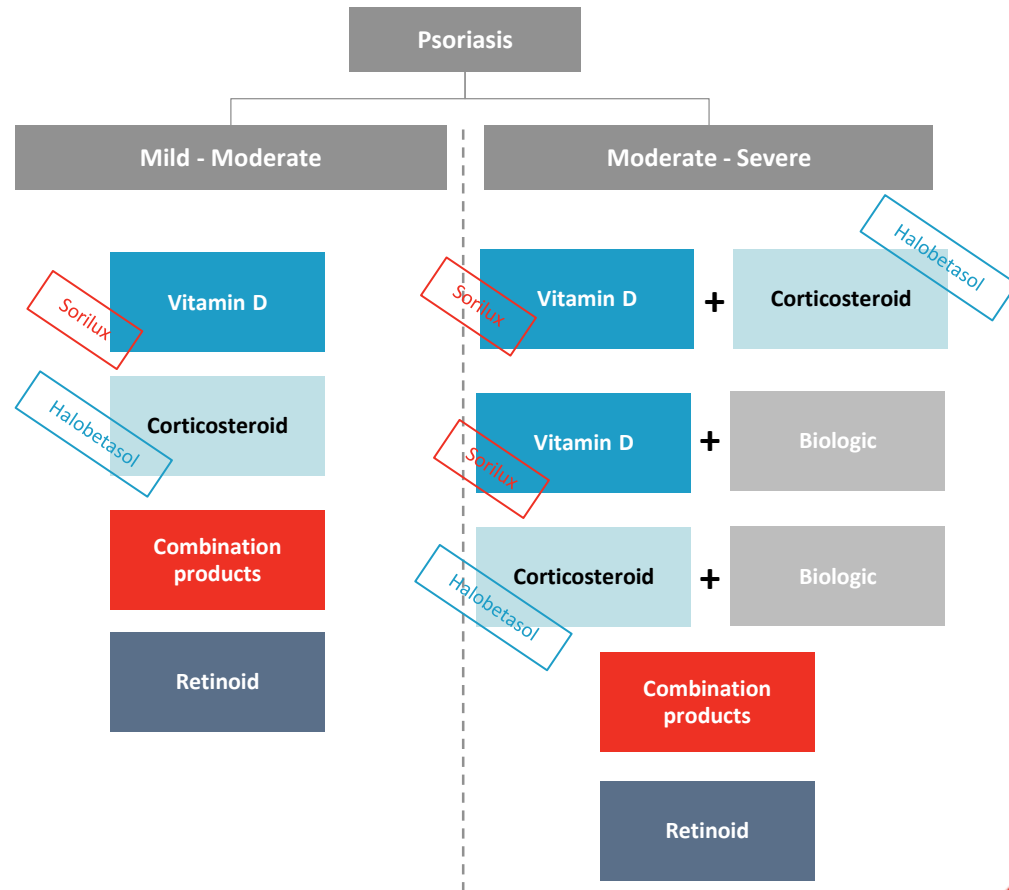 Psoriasis
Mild - Moderate
Moderate - Severe
Sorilux
Vitamin D
Halobetasol
Corticosteroid
Combination
products
Retinoid
Sorilux
Vitamin D
+
Corticosteroid
Halobetasol
Sorilux
Vitamin D
+
Biologic
Halobetasol
Corticosteroid
+
Biologic
Combination
products
Retinoid